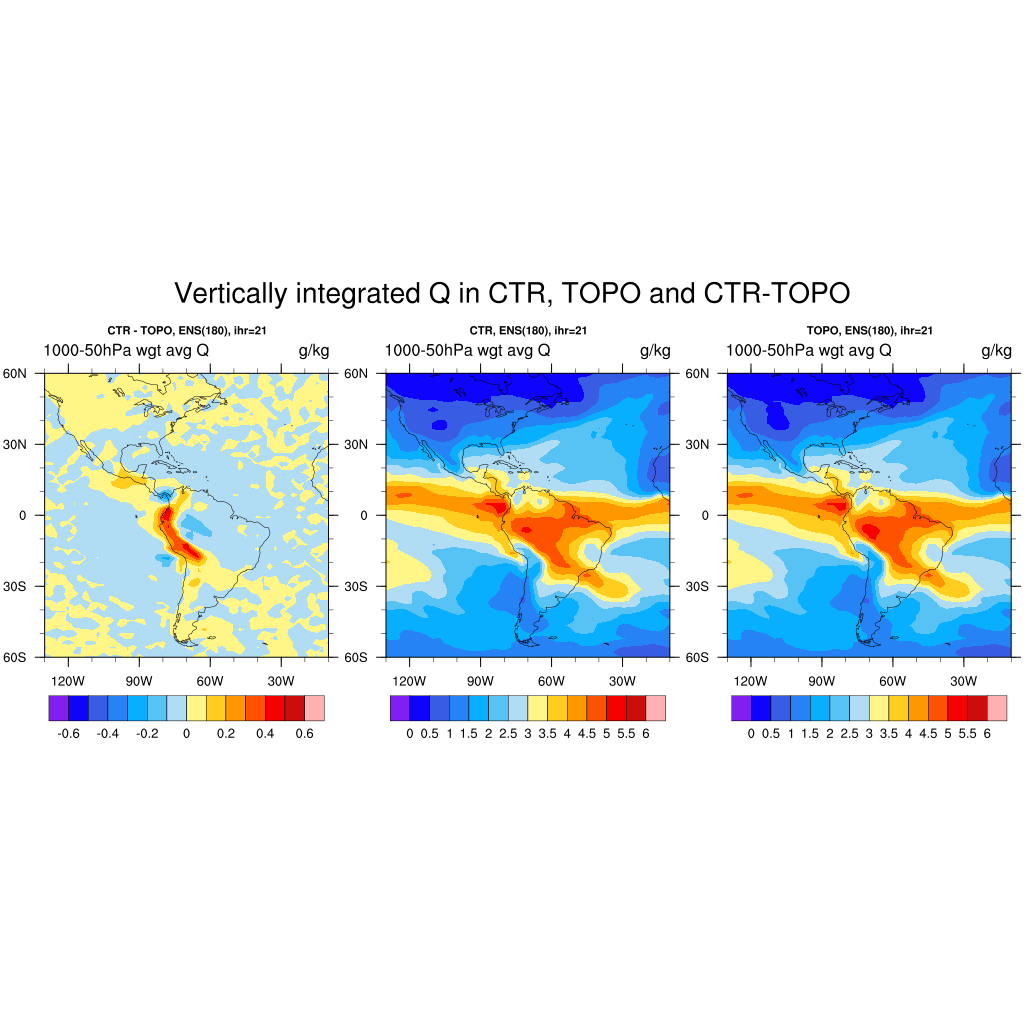 Vertically integrated Q in CTR, TOPO and CTR-TOPO
CTR - TOPO, ENS(180), ihr=21
1000-50hPa wgt avg Q g/kg
60N
30N
0
30S
60S
120W 90W 60W 30W
-0.6 -0.4 -0.2 0 0.2 0.4 0.6
CTR, ENS(180), ihr=21
1000-50hPa wgt avg Q g/kg
60N
30N
0
30S
60S
120W 90W 60W 30W
0 0.5 1 1.5 2 2.5 3 3.5 4 4.5 5 5.5 6
TOPO, ENS(180), ihr=21
1000-50hPa wgt avg Q g/kg
60N
30N
0
30S
60S
120W 90W 60W 30W
0 0.5 1 1.5 2 2.5 3 3.5 4 4.5 5 5.5 6